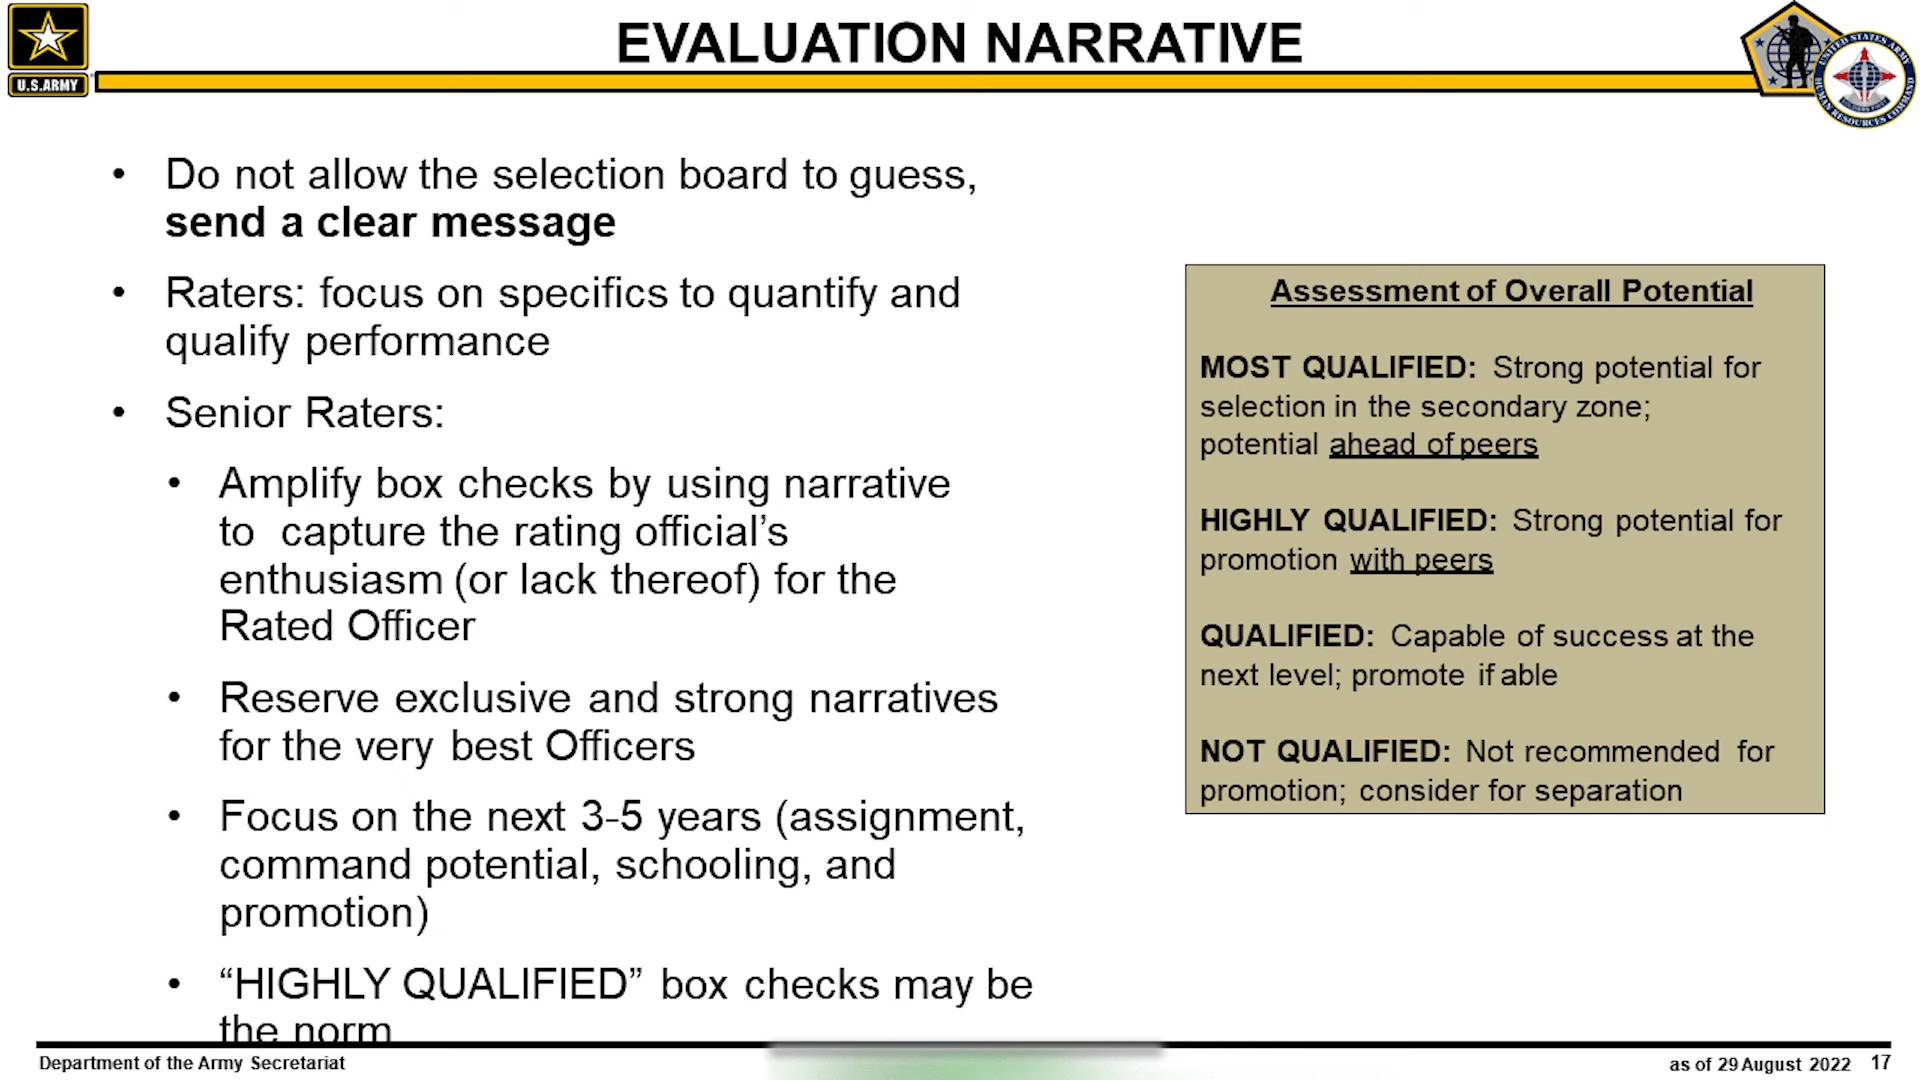 EVALUATION NARRATIVE
U.S.ARMY
UNITED STATES ARMY
HUMAN RESOURCES COMMAND
• Do not allow the selection board to guess,
send a clear message
• Raters: focus on specifics to quantify and
qualify performance
• Senior Raters:
• Amplify box checks by using narrative
to capture the rating official’s
enthusiasm (or lack thereof) for the
Rated Officer
• Reserve exclusive and strong narratives
for the very best Officers
• Focus on the next 3-5 years (assignment,
command potential, schooling, and
promotion)
• “HIGHLY QUALIFIED” box checks may be
the norm
Assessment of Overall Potential
MOST QUALIFIED: Strong potential for
selection in the secondary zone;
potential ahead of peers
HIGHLY QUALIFIED: Strong potential for
promotion with peers
QUALIFIED: Capable of success at the
next level; promote if able
NOT QUALIFIED: Not recommended for
promotion; consider for separation
Department of the Army Secretariat
as of 29 August 2022 17